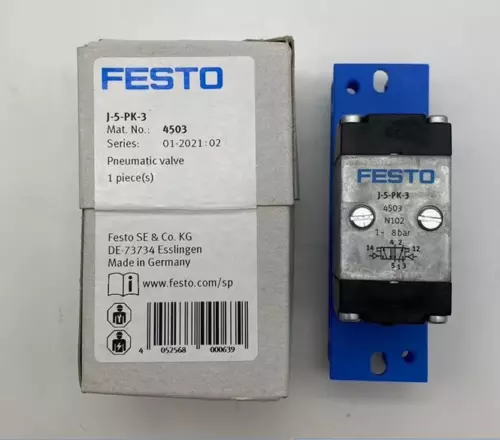 FESTO
J-5-PK-3
Mat. No.: 4503
Series: 01-2021:02
Pneumatic valve
1 piece(s)
Festo SE & Co. KG
DE-73734 Esslingen
Made in Germany
www.festo.com/sp
4 052568 000639
FESTO
J-5-PK-3
4503
N102
1- 8bar
4 2
14 12
5 3